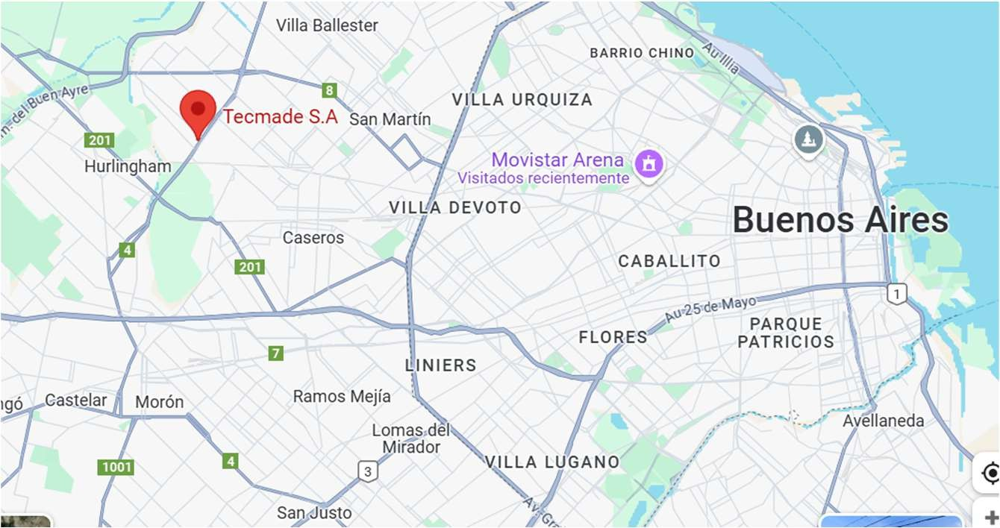 Villa Ballester
BARRIO CHINO
Au Illia
del Buen Ayre
8
VILLA URQUIZA
Tecmade S.A
San Martín
201
Hurlingham
Movistar Arena
Visitados recientemente
VILLA DEVOTO
Buenos Aires
Caseros
4
201
CABALLITO
1
Au 25 de Mayo
FLORES
PARQUE
PATRICIOS
7
LINIERS
Castelar
Morón
Ramos Mejía
Avellaneda
Lomas del
Mirador
1001
4
3
VILLA LUGANO
San Justo
Av.